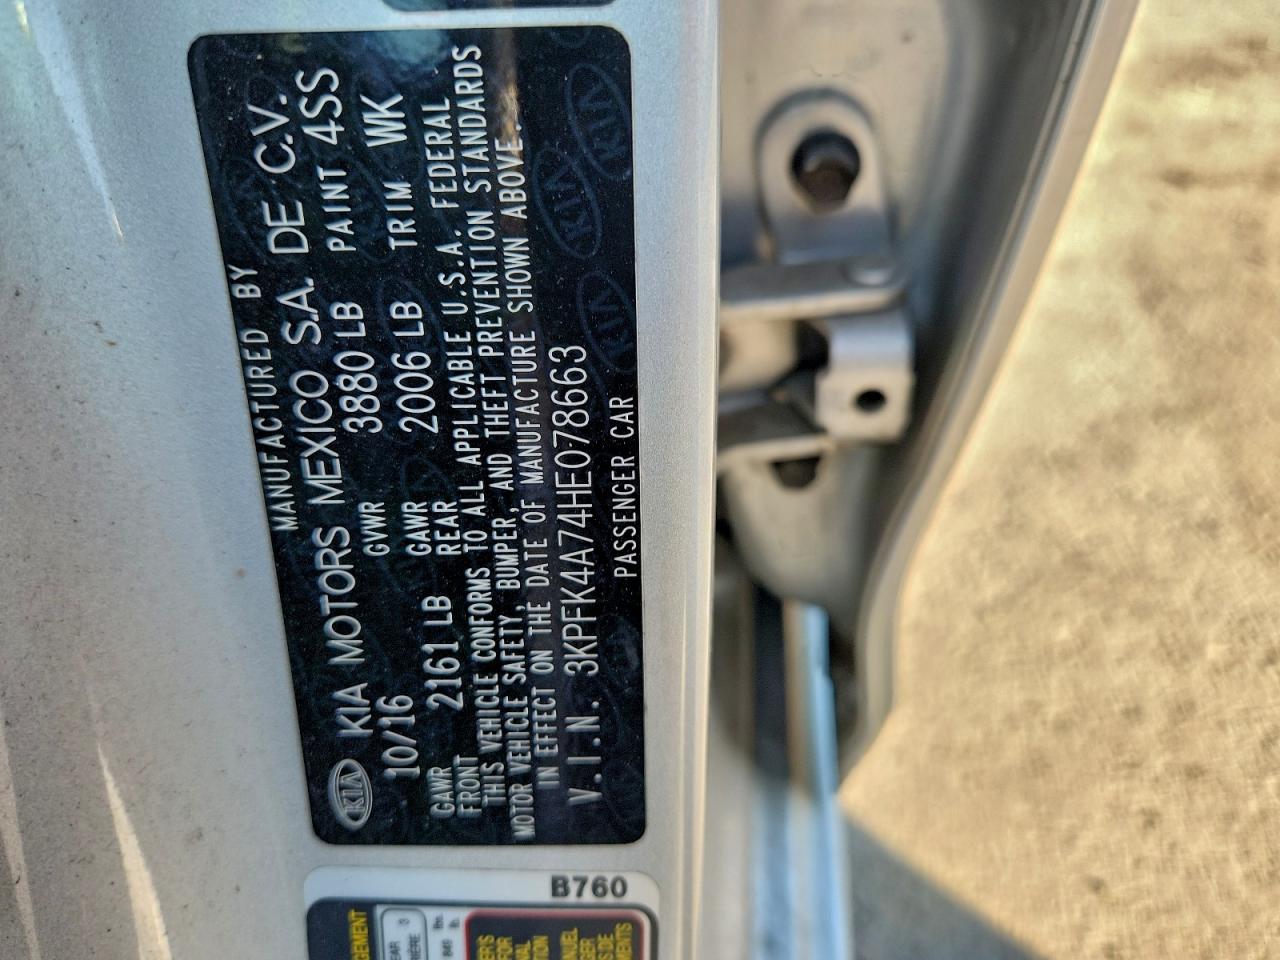 MANUFACTURED BY
KIA KIA MOTORS MEXICO S.A. DE C.V.
10/16 GVWR 3880 LB PAINT 4SS
GAWR FRONT 2161 LB GAWR REAR 2006 LB TRIM WK
THIS VEHICLE CONFORMS TO ALL APPLICABLE U.S.A. FEDERAL
MOTOR VEHICLE SAFETY, BUMPER, AND THEFT PREVENTION STANDARDS
IN EFFECT ON THE DATE OF MANUFACTURE SHOWN ABOVE.
V.I.N. 3KPFK4A74HE078663
PASSENGER CAR
B760